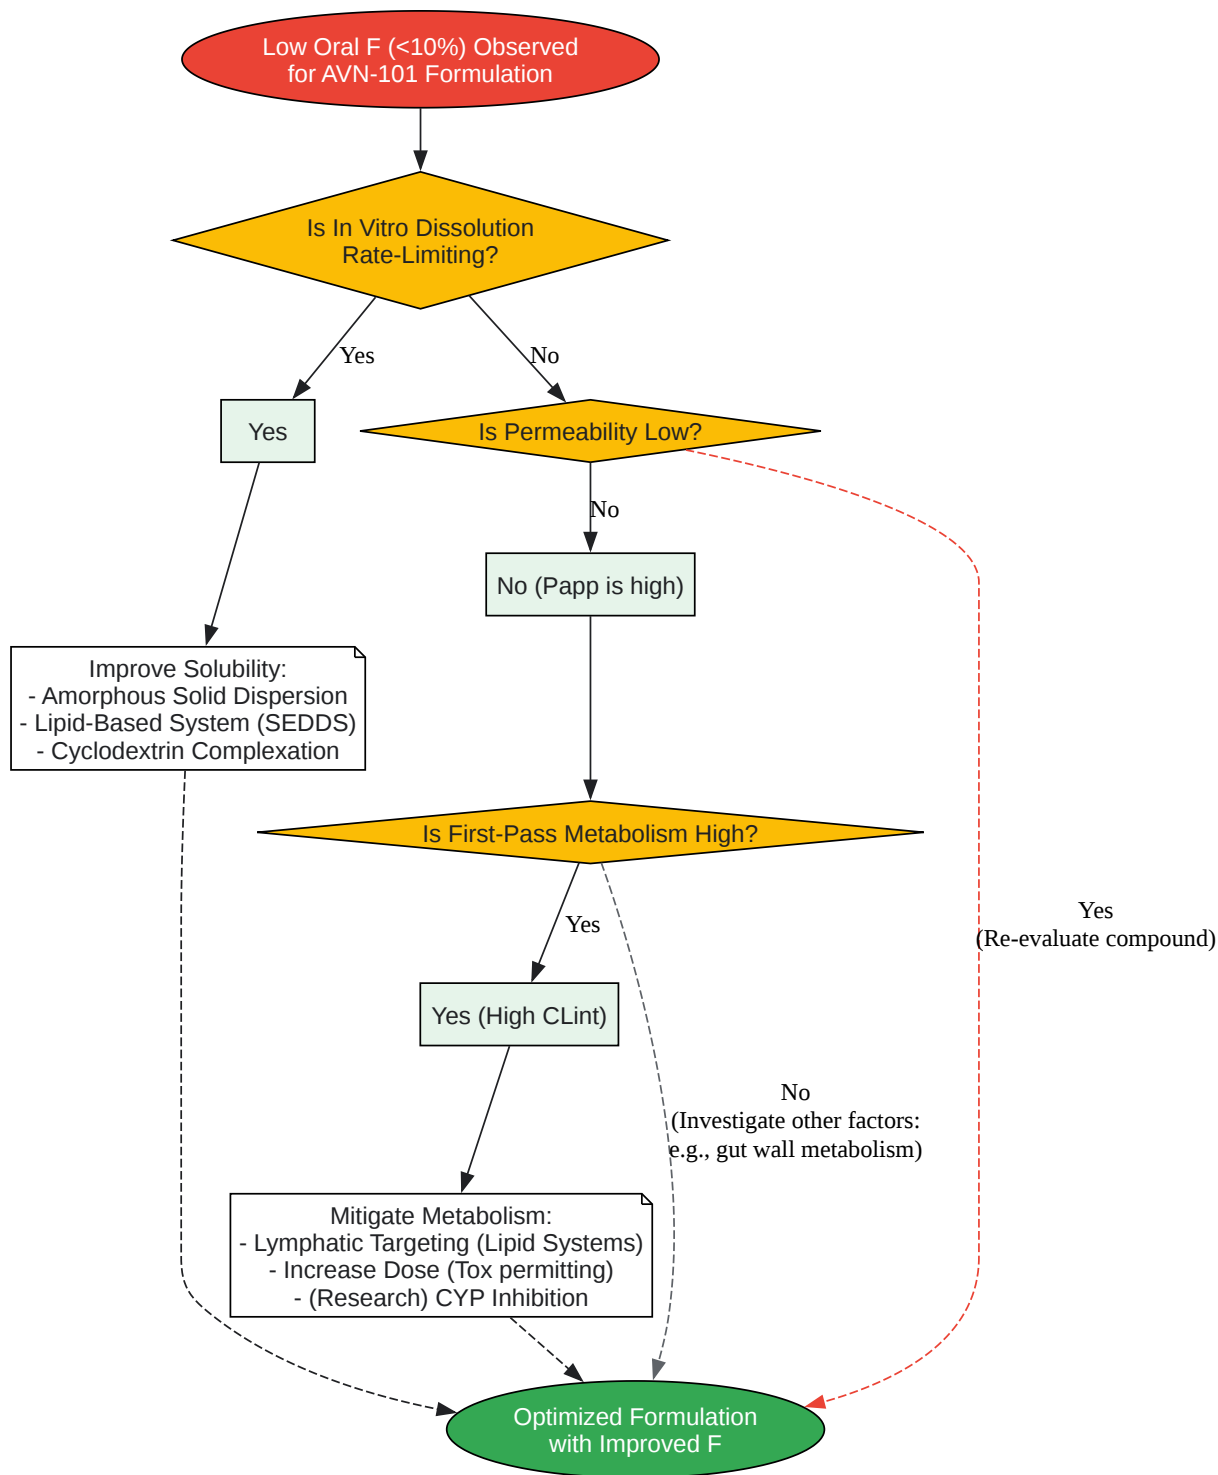 Low Oral F (<10%) Observed
for AVN-101 Formulation
Is In Vitro Dissolution
Rate-Limiting?
Yes
No
Yes
Is Permeability Low?
No
No (Papp is high)
Improve Solubility:
- Amorphous Solid Dispersion
- Lipid-Based System (SEDDS)
- Cyclodextrin Complexation
Is First-Pass Metabolism High?
Yes
Yes
(Re-evaluate compound)
Yes (High CLint)
No
(Investigate other factors:
e.g., gut wall metabolism)
Mitigate Metabolism:
- Lymphatic Targeting (Lipid Systems)
- Increase Dose (Tox permitting)
- (Research) CYP Inhibition
Optimized Formulation
with Improved F